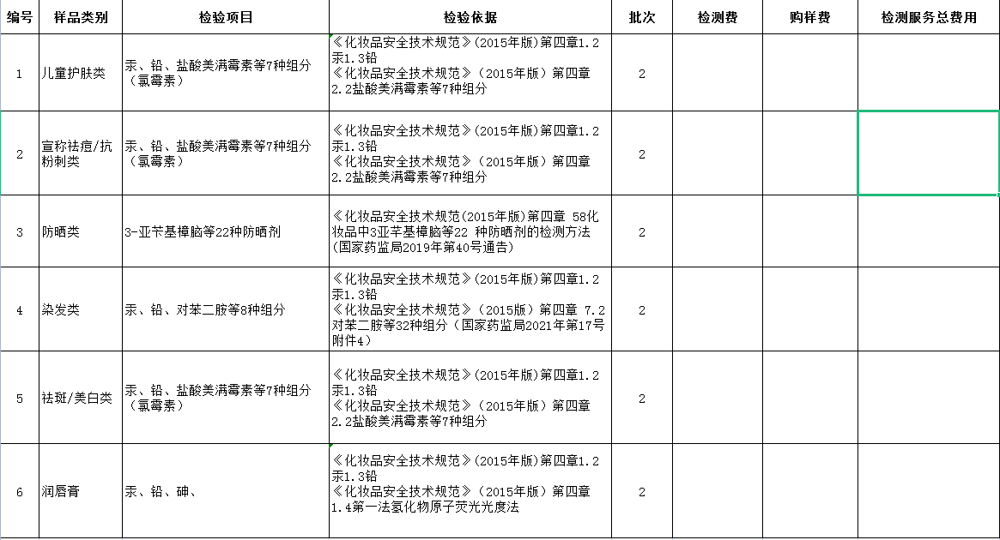 编号 样品类别 检验项目 检验依据 批次 检测费 购样费 检测服务总费用
1 儿童护肤类 汞、铅、盐酸美满霉素等7种组分
（氯霉素）
《化妆品安全技术规范》(2015年版)第四章1.2
汞1.3铅
《化妆品安全技术规范》（2015年版）第四章
2.2盐酸美满霉素等7种组分
2
2 宣称祛痘/抗
粉刺类
汞、铅、盐酸美满霉素等7种组分
（氯霉素）
《化妆品安全技术规范》(2015年版)第四章1.2
汞1.3铅
《化妆品安全技术规范》（2015年版）第四章
2.2盐酸美满霉素等7种组分
2
3 防晒类 3-亚苄基樟脑等22种防晒剂
《化妆品安全技术规范(2015年版)第四章 58化
妆品中3亚苄基樟脑等22 种防晒剂的检测方法
(国家药监局2019年第40号通告)
2
4 染发类 汞、铅、对苯二胺等8种组分
《化妆品安全技术规范》(2015年版)第四章1.2
汞1.3铅
《化妆品安全技术规范》（2015版）第四章 7.2
对苯二胺等32种组分（国家药监局2021年第17号
附件4）
2
5 祛斑/美白类 汞、铅、盐酸美满霉素等7种组分
（氯霉素）
《化妆品安全技术规范》(2015年版)第四章1.2
汞1.3铅
《化妆品安全技术规范》（2015年版）第四章
2.2盐酸美满霉素等7种组分
2
6 润唇膏 汞、铅、砷、
《化妆品安全技术规范》(2015年版)第四章1.2
汞1.3铅
《化妆品安全技术规范》（2015年版）第四章
1.4第一法氢化物原子荧光光度法
2